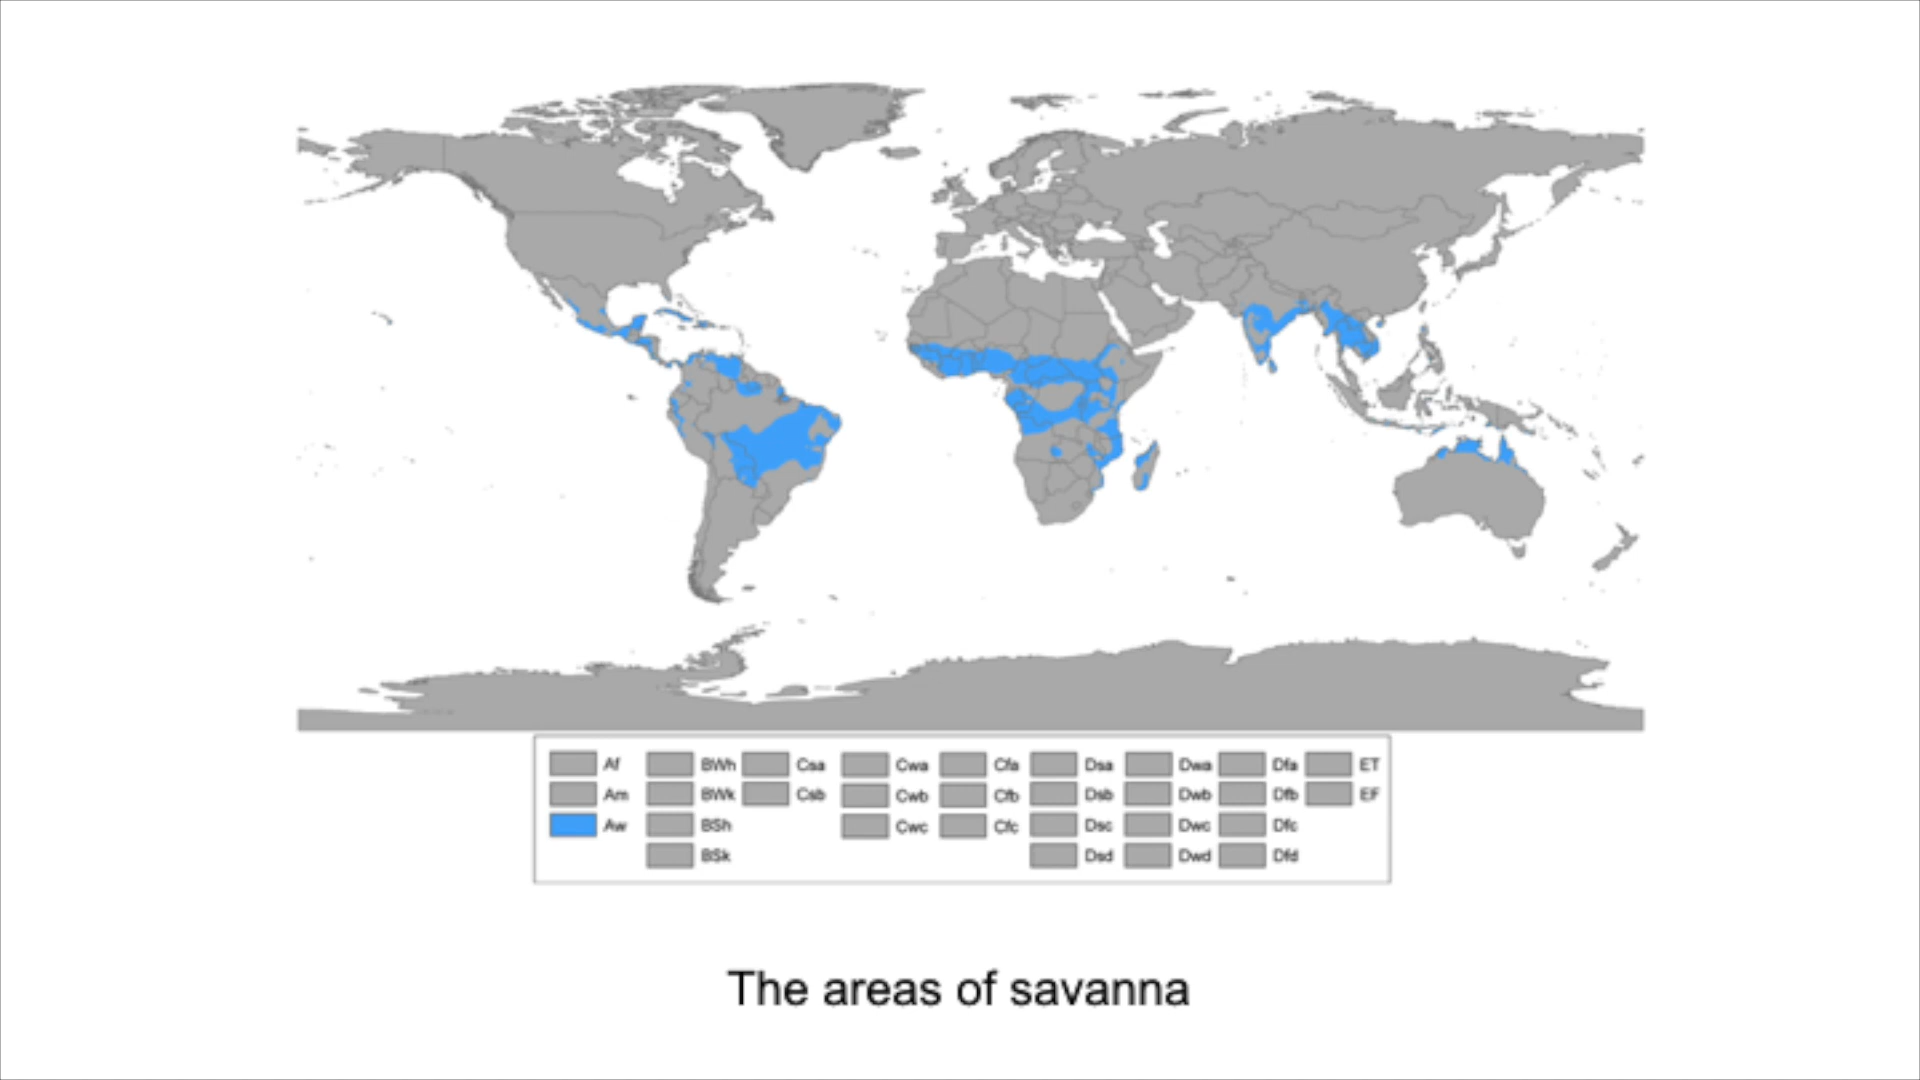 Af BWh Csa Cwa Cfa Dsa Dwa Dfa ET
Am BWk Csb Cwb Cfb Dsb Dwb Dfb EF
Aw BSh Cwc Cfc Dsc Dwc Dfc
BSk Dsd Dwd Dfd
The areas of savanna